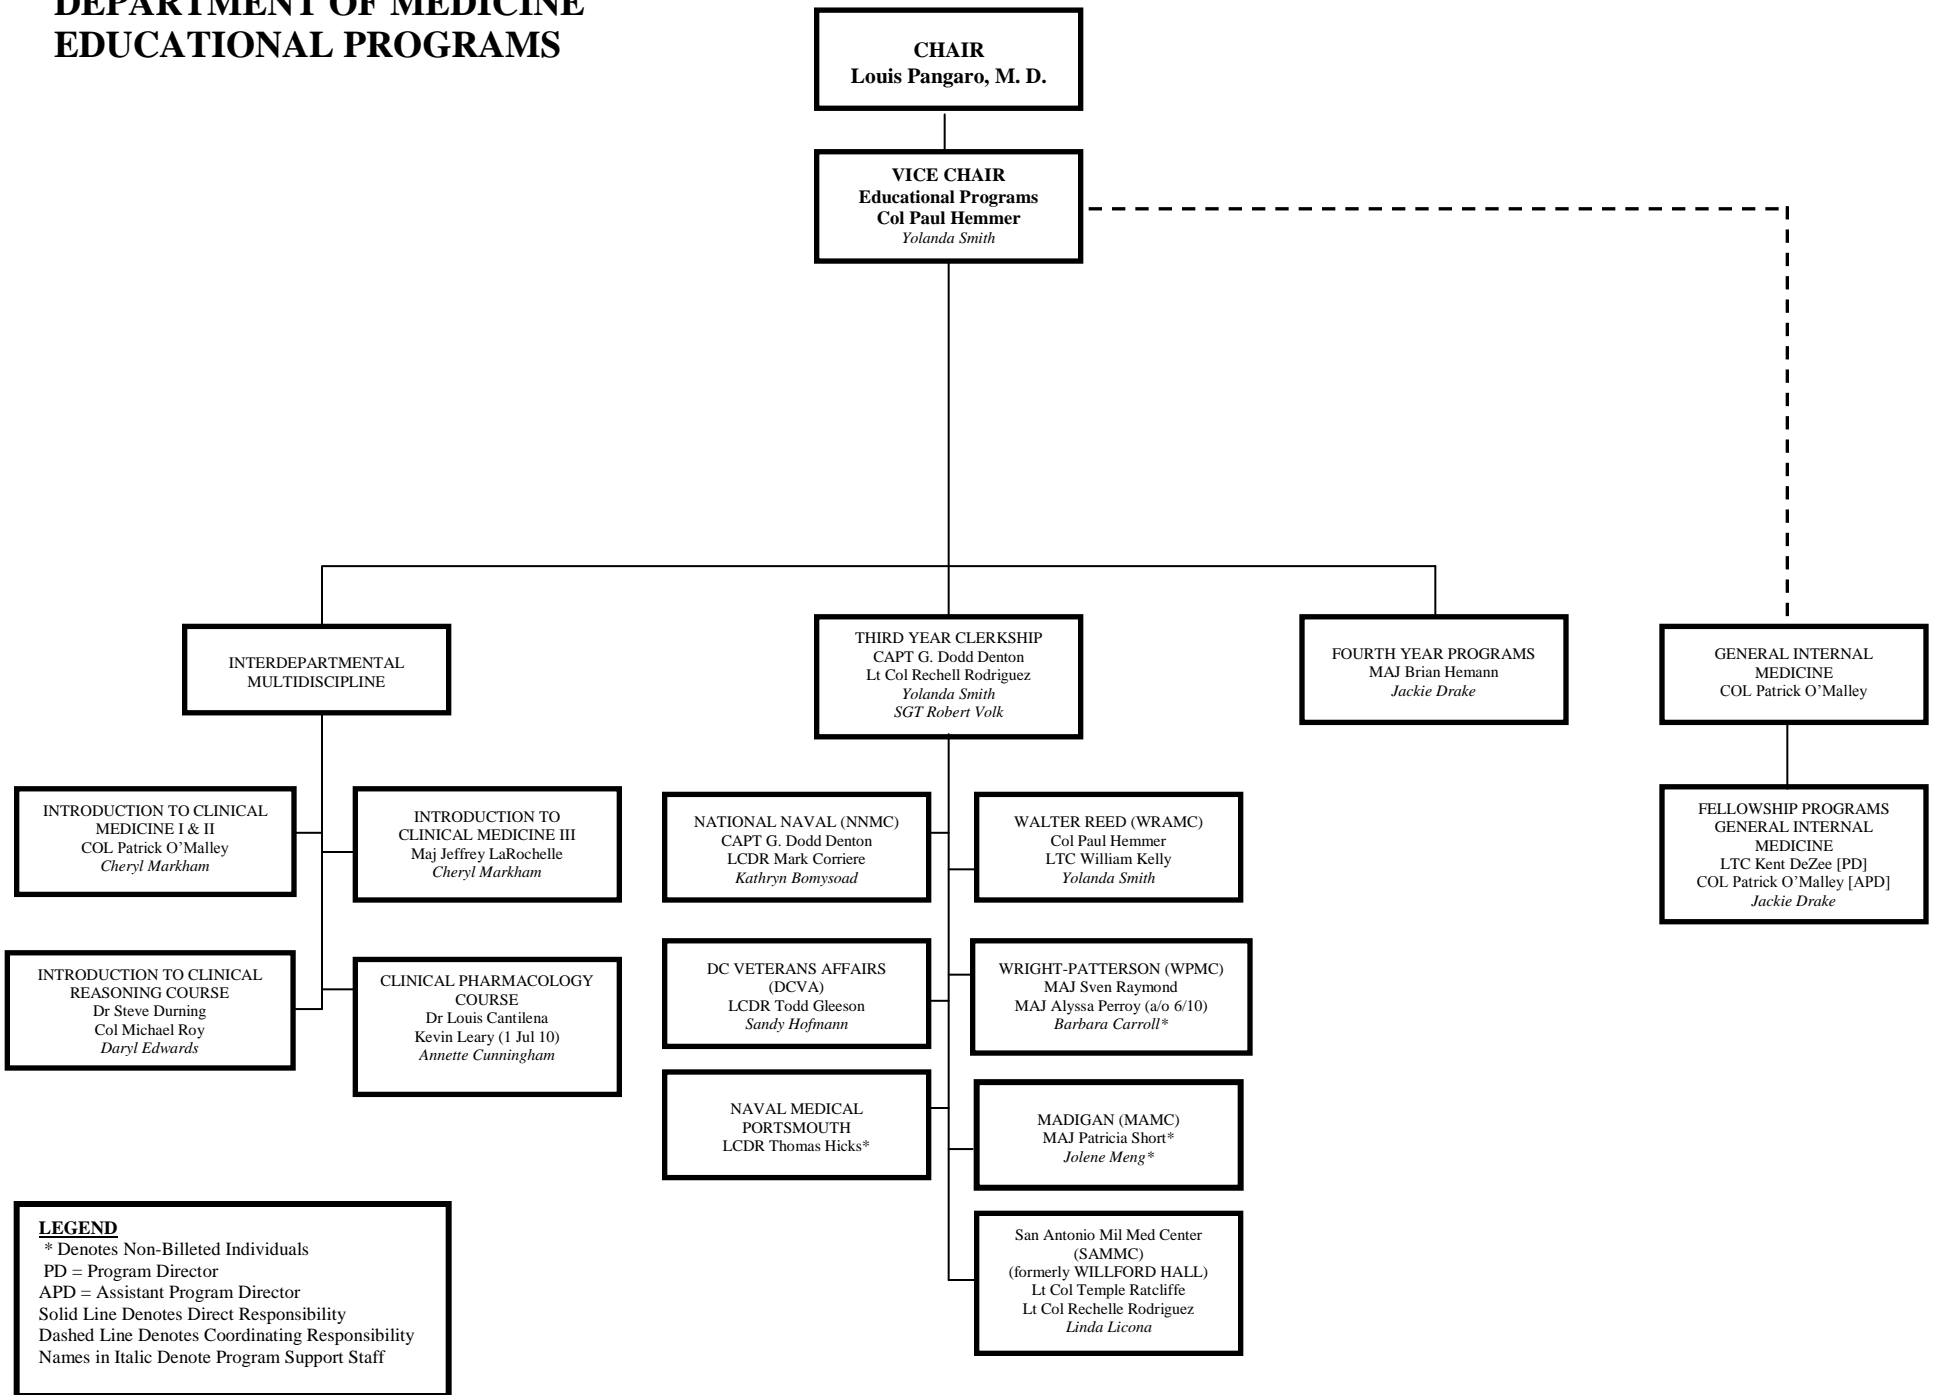 DEPARTMENT OF MEDICINE
EDUCATIONAL PROGRAMS
CHAIR
Louis Pangaro, M. D.
VICE CHAIR
Educational Programs
Col Paul Hemmer
Yolanda Smith
INTERDEPARTMENTAL
MULTIDISCIPLINE
THIRD YEAR CLERKSHIP
CAPT G. Dodd Denton
Lt Col Rechell Rodriguez
Yolanda Smith
SGT Robert Volk
FOURTH YEAR PROGRAMS
MAJ Brian Hemann
Jackie Drake
GENERAL INTERNAL
MEDICINE
COL Patrick O’Malley
INTRODUCTION TO CLINICAL
MEDICINE I & II
COL Patrick O’Malley
Cheryl Markham
INTRODUCTION TO
CLINICAL MEDICINE III
Maj Jeffrey LaRochelle
Cheryl Markham
NATIONAL NAVAL (NNMC)
CAPT G. Dodd Denton
LCDR Mark Corriere
Kathryn Bomysoad
WALTER REED (WRAMC)
Col Paul Hemmer
LTC William Kelly
Yolanda Smith
FELLOWSHIP PROGRAMS
GENERAL INTERNAL
MEDICINE
LTC Kent DeZee [PD]
COL Patrick O’Malley [APD]
Jackie Drake
INTRODUCTION TO CLINICAL
REASONING COURSE
Dr Steve Durning
Col Michael Roy
Daryl Edwards
CLINICAL PHARMACOLOGY
COURSE
Dr Louis Cantilena
Kevin Leary (1 Jul 10)
Annette Cunningham
DC VETERANS AFFAIRS
(DCVA)
LCDR Todd Gleeson
Sandy Hofmann
WRIGHT-PATTERSON (WPMC)
MAJ Sven Raymond
MAJ Alyssa Perroy (a/o 6/10)
Barbara Carroll*
NAVAL MEDICAL
PORTSMOUTH
LCDR Thomas Hicks*
MADIGAN (MAMC)
MAJ Patricia Short*
Jolene Meng*
San Antonio Mil Med Center
(SAMMC)
(formerly WILLFORD HALL)
Lt Col Temple Ratcliffe
Lt Col Rechelle Rodriguez
Linda Licona
LEGEND
* Denotes Non-Billeted Individuals
PD = Program Director
APD = Assistant Program Director
Solid Line Denotes Direct Responsibility
Dashed Line Denotes Coordinating Responsibility
Names in Italic Denote Program Support Staff